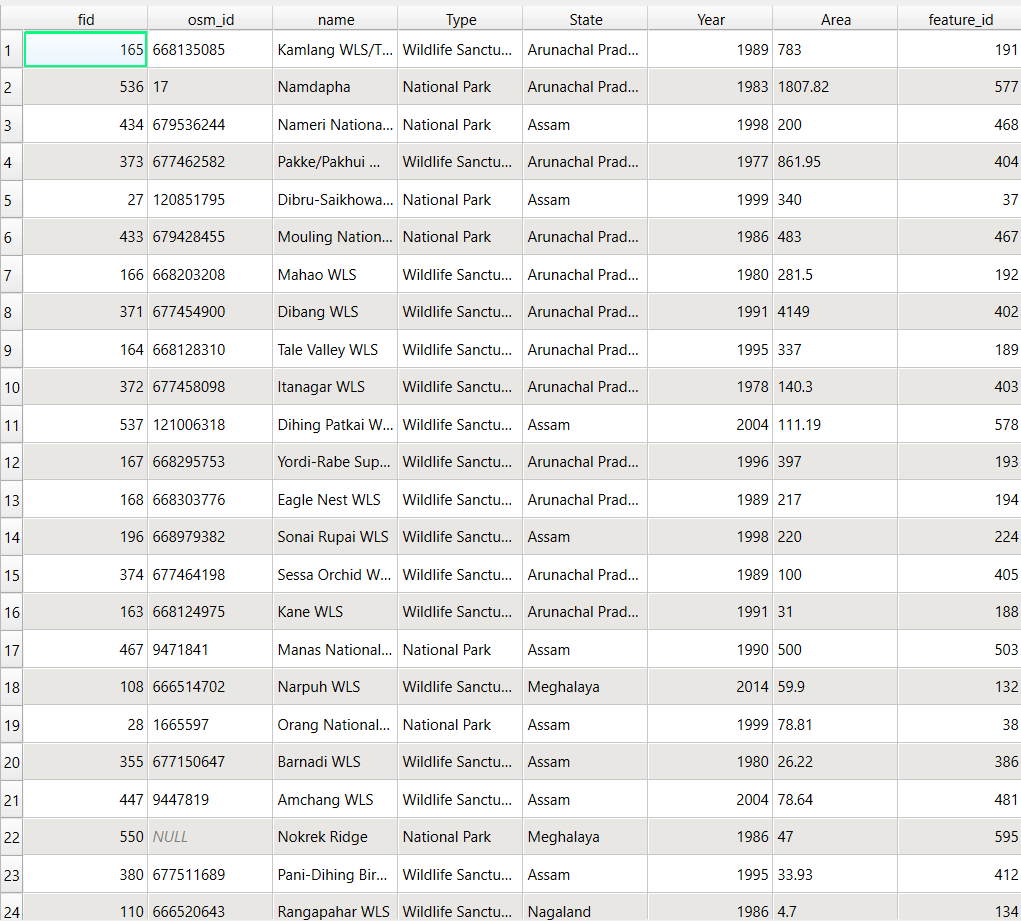 fid osm_id name Type State Year Area feature_id
1 165 668135085 Kamlang WLS/T... Wildlife Sanctu... Arunachal Prad... 1989 783 191
2 536 17 Namdapha National Park Arunachal Prad... 1983 1807.82 577
3 434 679536244 Nameri Nationa... National Park Assam 1998 200 468
4 373 677462582 Pakke/Pakhui ... Wildlife Sanctu... Arunachal Prad... 1977 861.95 404
5 27 120851795 Dibru-Saikhowa... National Park Assam 1999 340 37
6 433 679428455 Mouling Nation... National Park Arunachal Prad... 1986 483 467
7 166 668203208 Mahao WLS Wildlife Sanctu... Arunachal Prad... 1980 281.5 192
8 371 677454900 Dibang WLS Wildlife Sanctu... Arunachal Prad... 1991 4149 402
9 164 668128310 Tale Valley WLS Wildlife Sanctu... Arunachal Prad... 1995 337 189
10 372 677458098 Itanagar WLS Wildlife Sanctu... Arunachal Prad... 1978 140.3 403
11 537 121006318 Dihing Patkai W... Wildlife Sanctu... Assam 2004 111.19 578
12 167 668295753 Yordi-Rabe Sup... Wildlife Sanctu... Arunachal Prad... 1996 397 193
13 168 668303776 Eagle Nest WLS Wildlife Sanctu... Arunachal Prad... 1989 217 194
14 196 668979382 Sonai Rupai WLS Wildlife Sanctu... Assam 1998 220 224
15 374 677464198 Sessa Orchid W... Wildlife Sanctu... Arunachal Prad... 1989 100 405
16 163 668124975 Kane WLS Wildlife Sanctu... Arunachal Prad... 1991 31 188
17 467 9471841 Manas National... National Park Assam 1990 500 503
18 108 666514702 Narpuh WLS Wildlife Sanctu... Meghalaya 2014 59.9 132
19 28 1665597 Orang National... National Park Assam 1999 78.81 38
20 355 677150647 Barnadi WLS Wildlife Sanctu... Assam 1980 26.22 386
21 447 9447819 Amchang WLS Wildlife Sanctu... Assam 2004 78.64 481
22 550 NULL Nokrek Ridge National Park Meghalaya 1986 47 595
23 380 677511689 Pani-Dihing Bir... Wildlife Sanctu... Assam 1995 33.93 412
24 110 666520643 Rangapahar WLS Wildlife Sanctu... Nagaland 1986 4.7 134